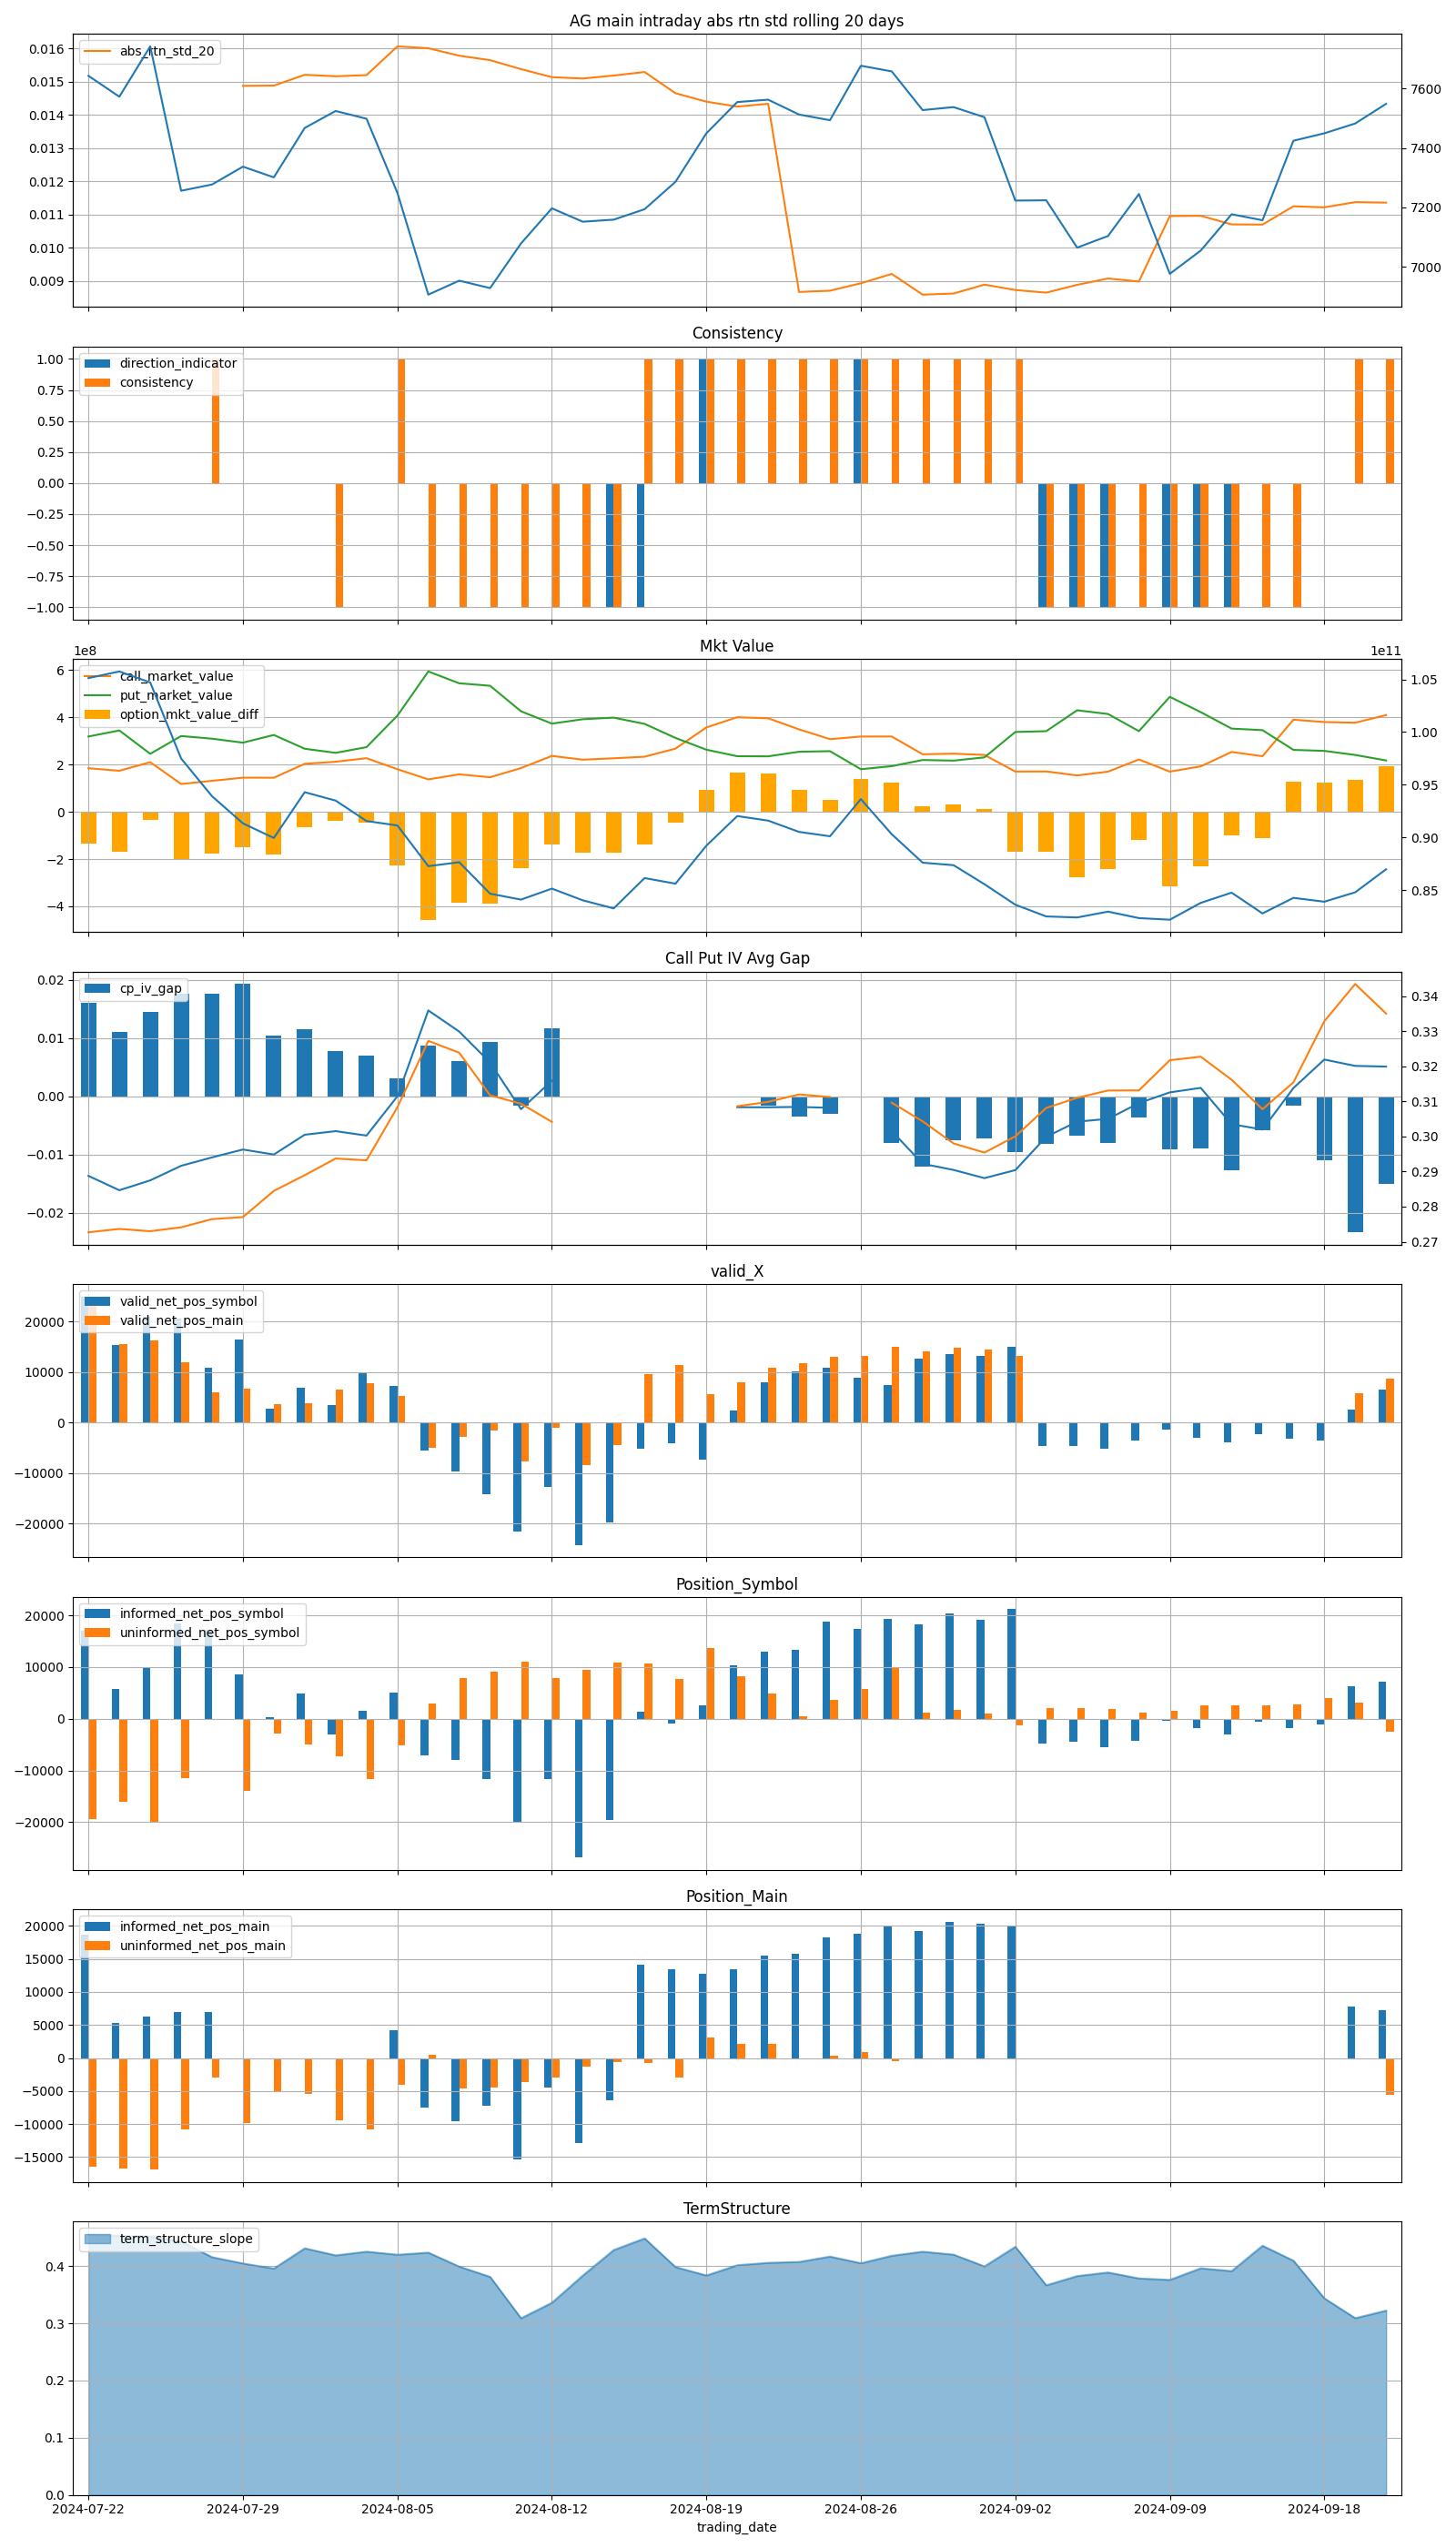 AG main intraday abs rtn std rolling 20 days
abs_rtn_std_20
0.016
0.015
0.014
0.013
0.012
0.011
0.010
0.009
7600
7400
7200
7000
Consistency
direction_indicator
consistency
1.00
0.75
0.50
0.25
0.00
−0.25
−0.50
−0.75
−1.00
Mkt Value
1e8
1e11
call_market_value
put_market_value
option_mkt_value_diff
6
4
2
0
−2
−4
1.05
1.00
0.95
0.90
0.85
Call Put IV Avg Gap
cp_iv_gap
0.02
0.01
0.00
−0.01
−0.02
0.34
0.33
0.32
0.31
0.30
0.29
0.28
0.27
valid_X
valid_net_pos_symbol
valid_net_pos_main
20000
10000
0
−10000
−20000
Position_Symbol
informed_net_pos_symbol
uninformed_net_pos_symbol
20000
10000
0
−10000
−20000
Position_Main
informed_net_pos_main
uninformed_net_pos_main
20000
15000
10000
5000
0
−5000
−10000
−15000
TermStructure
term_structure_slope
0.4
0.3
0.2
0.1
0.0
2024-07-22 2024-07-29 2024-08-05 2024-08-12 2024-08-19 2024-08-26 2024-09-02 2024-09-09 2024-09-18
trading_date